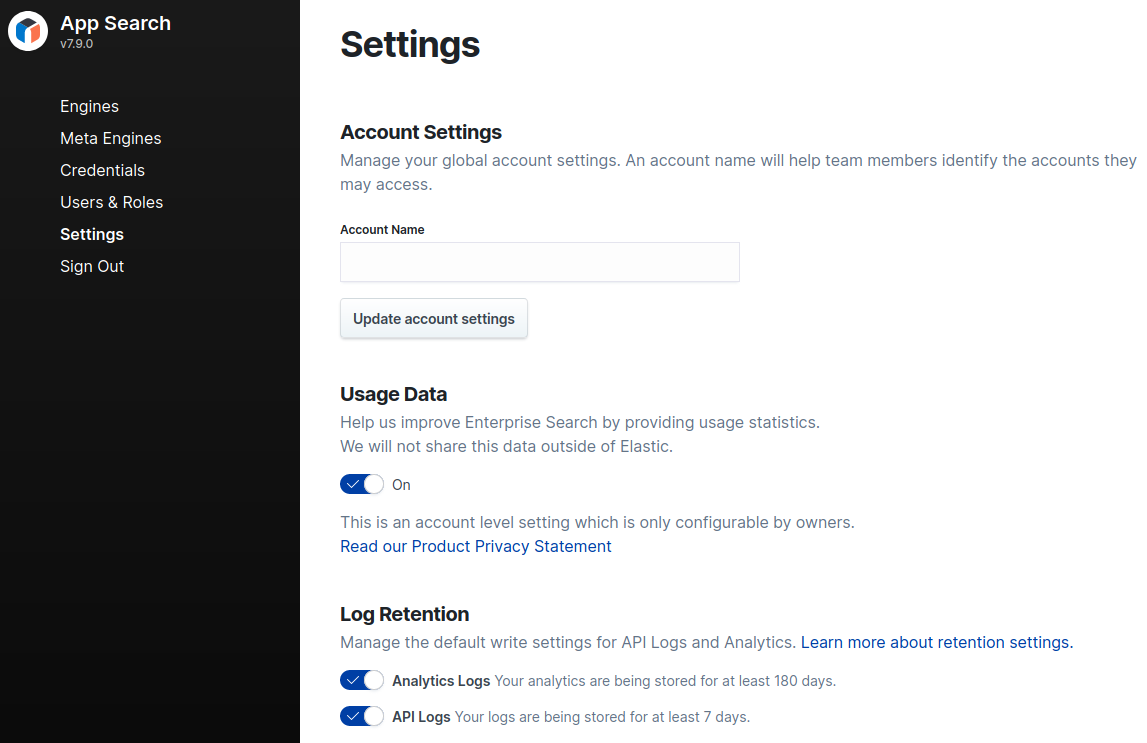 App Search
v7.9.0
Engines
Meta Engines
Credentials
Users & Roles
Settings
Sign Out
Settings
Account Settings
Manage your global account settings. An account name will help team members identify the accounts they
may access.
Account Name
Update account settings
Usage Data
Help us improve Enterprise Search by providing usage statistics.
We will not share this data outside of Elastic.
On
This is an account level setting which is only configurable by owners.
Read our Product Privacy Statement
Log Retention
Manage the default write settings for API Logs and Analytics. Learn more about retention settings.
Analytics Logs Your analytics are being stored for at least 180 days.
API Logs Your logs are being stored for at least 7 days.